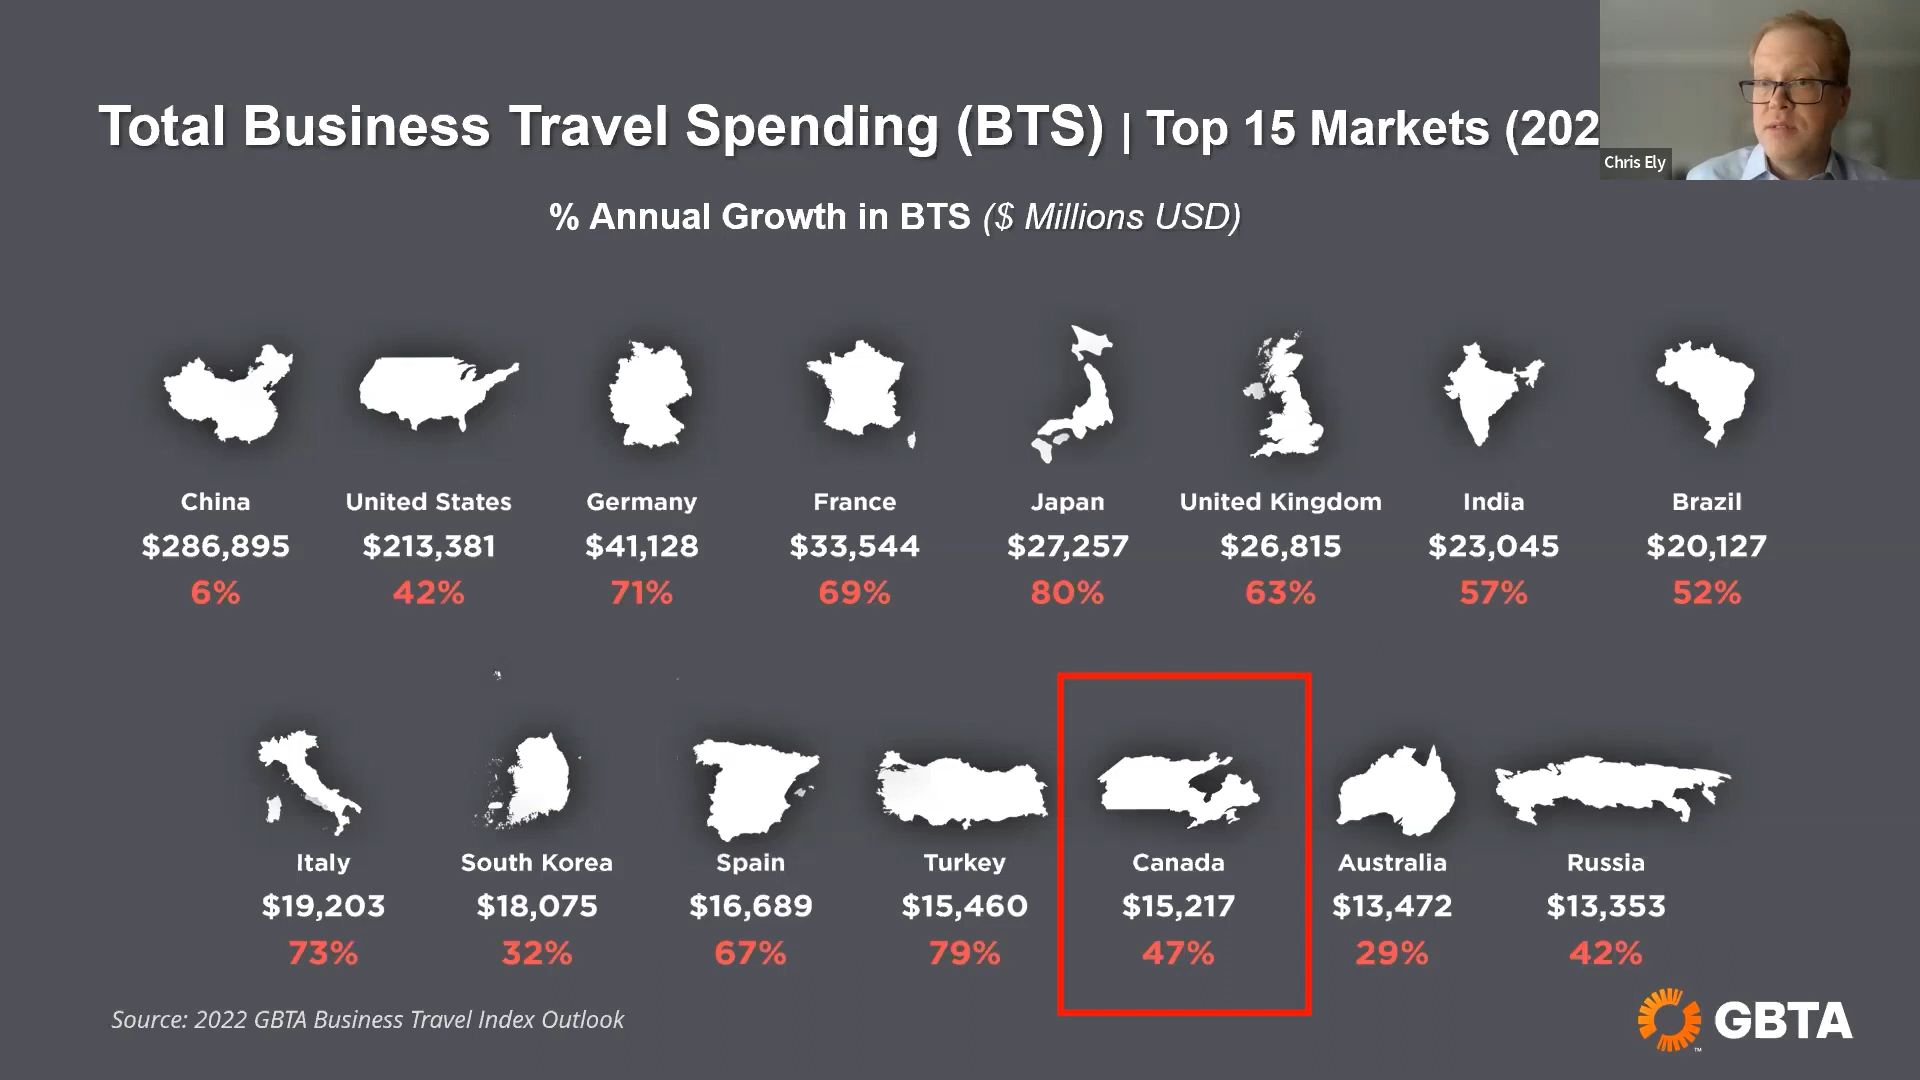 Total Business Travel Spending (BTS) | Top 15 Markets (202
Chris Ely
% Annual Growth in BTS ($ Millions USD)
China United States Germany France Japan United Kingdom India Brazil
$286,895 $213,381 $41,128 $33,544 $27,257 $26,815 $23,045 $20,127
6% 42% 71% 69% 80% 63% 57% 52%
Italy South Korea Spain Turkey Canada Australia Russia
$19,203 $18,075 $16,689 $15,460 $15,217 $13,472 $13,353
73% 32% 67% 79% 47% 29% 42%
Source: 2022 GBTA Business Travel Index Outlook
GBTA™